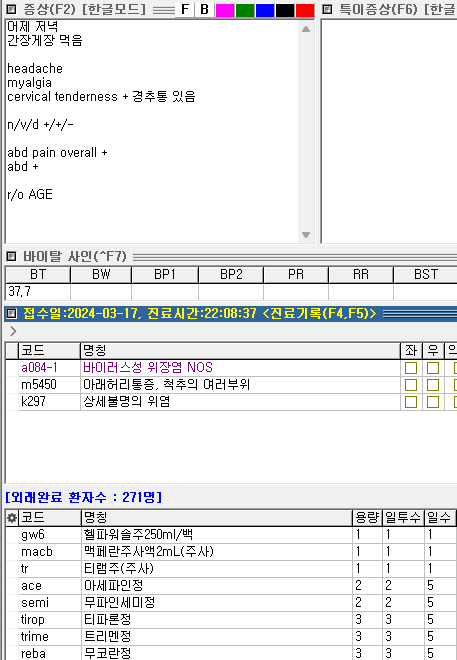 증상(F2) [한글모드] F B 특이증상(F6) [한글
어제 저녁
간장게장 먹음
headache
myalgia
cervical tenderness + 경추통 있음
n/v/d +/+/-
abd pain overall +
abd +
r/o AGE
바이탈 사인(^F7)
BT BW BP1 BP2 PR RR BST
37.7
접수일:2024-03-17, 진료시간:22:08:37 <진료기록(F4,F5)>
코드 명칭 좌 우 의
a084-1 바이러스성 위장염 NOS
m5450 아래허리통증, 척추의 여러부위
k297 상세불명의 위염
[외래완료 환자수 : 271명]
코드 명칭 용량 일투수 일수
gw6 헬파워솔주250ml/백 1 1 1
macb 맥페란주사액2mL(주사) 1 1 1
tr 티램주(주사) 1 1 1
ace 아세파인정 2 2 5
semi 무파인세미정 2 2 5
tirop 티파론정 3 3 5
trime 트리멘정 3 3 5
reba 무코란정 3 3 5